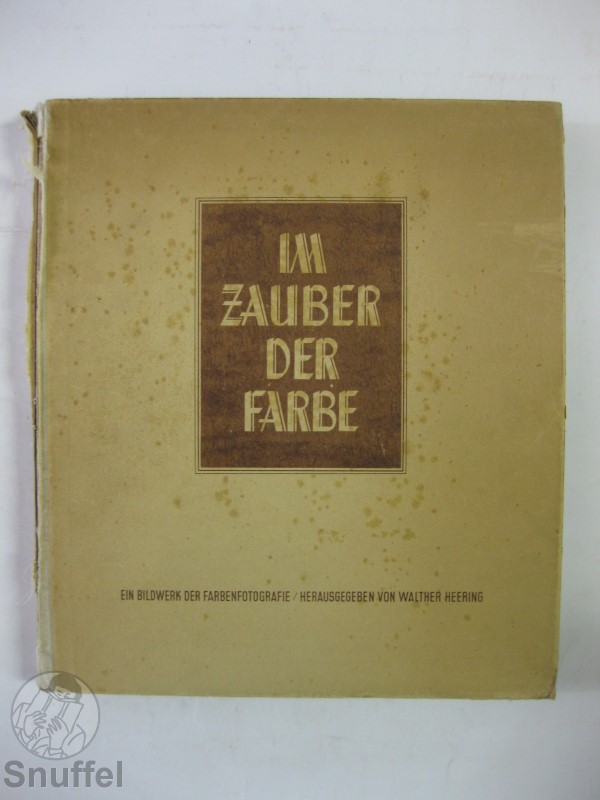 IM
ZAUBER
DER
FARBE
EIN BILDWERK DER FARBENFOTOGRAFIE / HERAUSGEGEBEN VON WALTHER HEERING
Snuffel